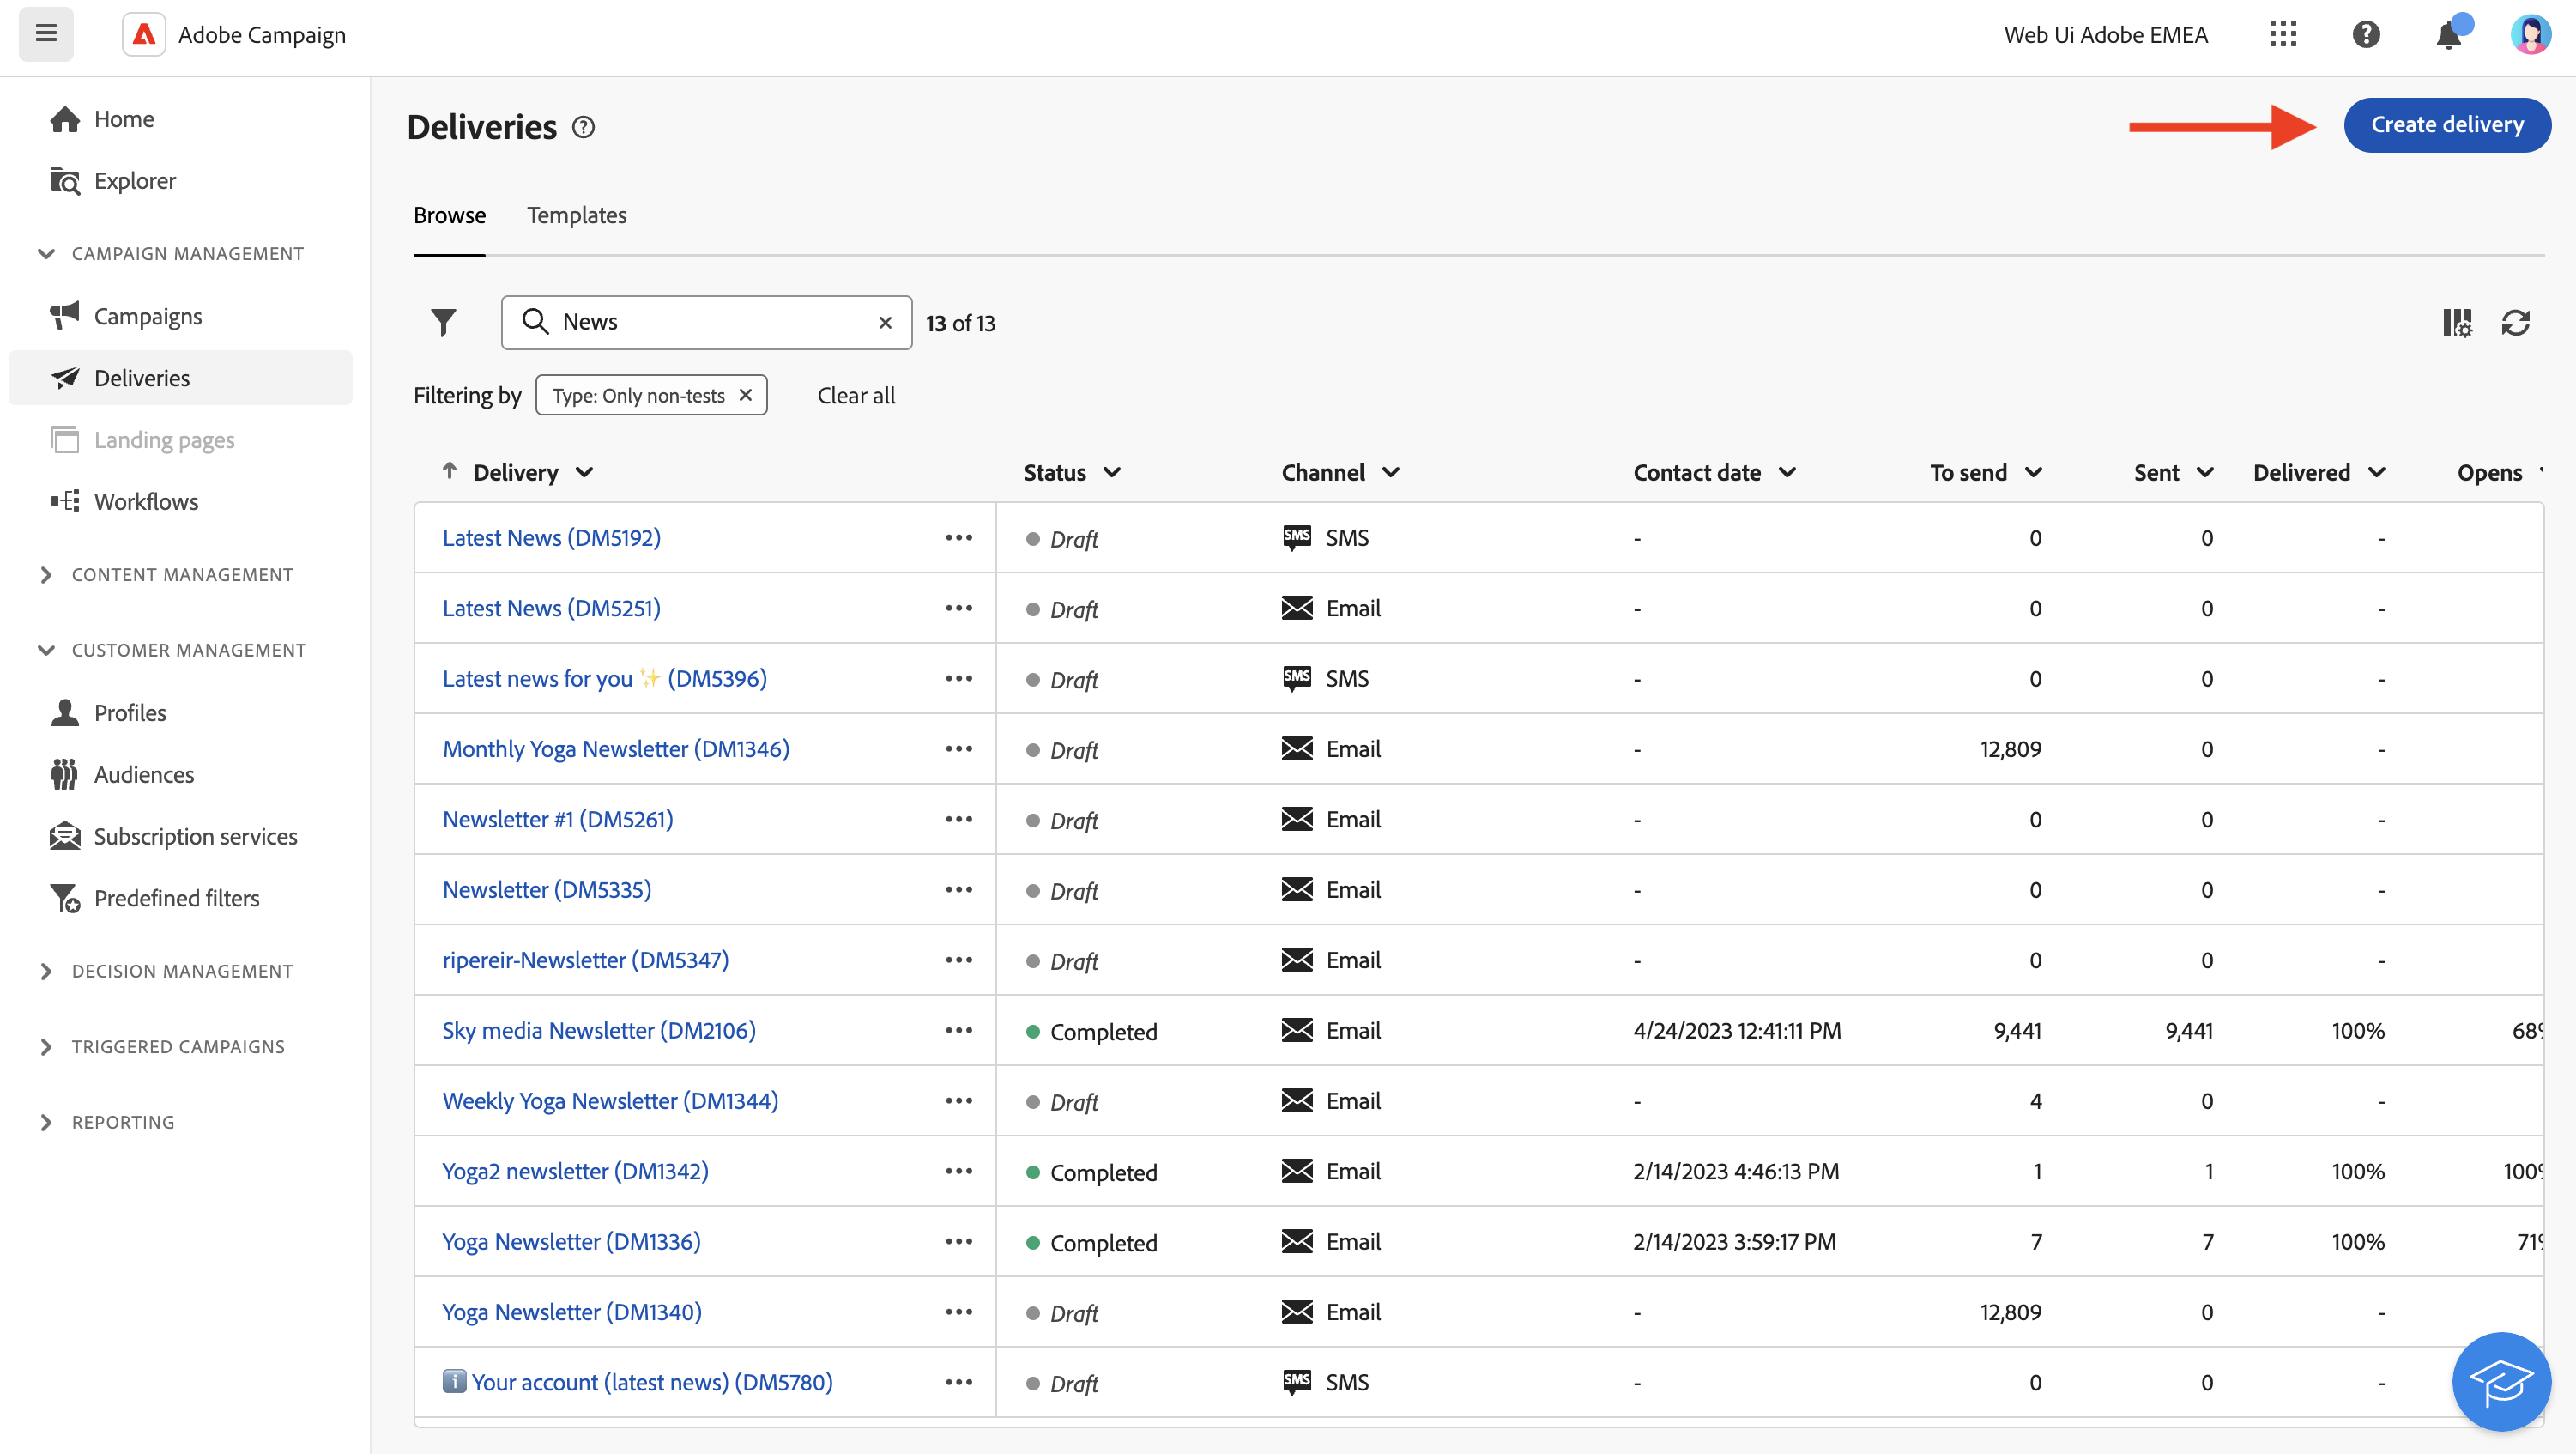 Adobe Campaign
Web Ui Adobe EMEA
Home
Explorer
CAMPAIGN MANAGEMENT
Campaigns
Deliveries
Landing pages
Workflows
CONTENT MANAGEMENT
CUSTOMER MANAGEMENT
Profiles
Audiences
Subscription services
Predefined filters
DECISION MANAGEMENT
TRIGGERED CAMPAIGNS
REPORTING
Deliveries
Create delivery
Browse Templates
News 13 of 13
Filtering by Type: Only non-tests Clear all
Delivery Status Channel Contact date To send Sent Delivered Opens
Latest News (DM5192) ••• Draft SMS SMS - 0 0 -
Latest News (DM5251) ••• Draft Email - 0 0 -
Latest news for you ✨ (DM5396) ••• Draft SMS SMS - 0 0 -
Monthly Yoga Newsletter (DM1346) ••• Draft Email - 12,809 0 -
Newsletter #1 (DM5261) ••• Draft Email - 0 0 -
Newsletter (DM5335) ••• Draft Email - 0 0 -
ripereir-Newsletter (DM5347) ••• Draft Email - 0 0 -
Sky media Newsletter (DM2106) ••• Completed Email 4/24/2023 12:41:11 PM 9,441 9,441 100% 68%
Weekly Yoga Newsletter (DM1344) ••• Draft Email - 4 0 -
Yoga2 newsletter (DM1342) ••• Completed Email 2/14/2023 4:46:13 PM 1 1 100% 100%
Yoga Newsletter (DM1336) ••• Completed Email 2/14/2023 3:59:17 PM 7 7 100% 71%
Yoga Newsletter (DM1340) ••• Draft Email - 12,809 0 -
ℹ️ Your account (latest news) (DM5780) ••• Draft SMS SMS - 0 0 -